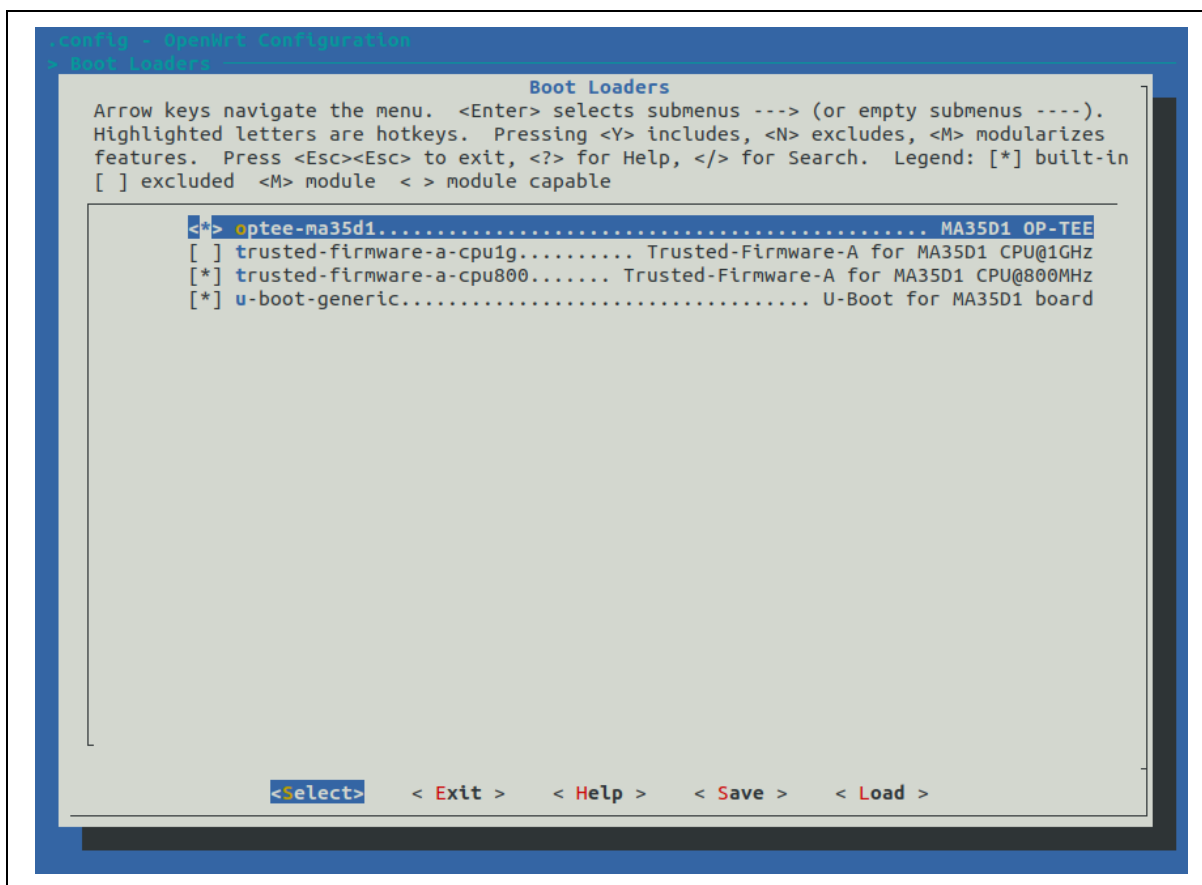 .config - OpenWrt Configuration
> Boot Loaders
Boot Loaders
Arrow keys navigate the menu.  <Enter> selects submenus ---> (or empty submenus ----).
Highlighted letters are hotkeys.  Pressing <Y> includes, <N> excludes, <M> modularizes
features.  Press <Esc><Esc> to exit, <?> for Help, </> for Search.  Legend: [*] built-in
[ ] excluded  <M> module  < > module capable
<*> optee-ma35d1............................................... MA35D1 OP-TEE
[ ] trusted-firmware-a-cpu1g.......... Trusted-Firmware-A for MA35D1 CPU@1GHz
[*] trusted-firmware-a-cpu800....... Trusted-Firmware-A for MA35D1 CPU@800MHz
[*] u-boot-generic................................... U-Boot for MA35D1 board
<Select>    < Exit >    < Help >    < Save >    < Load >